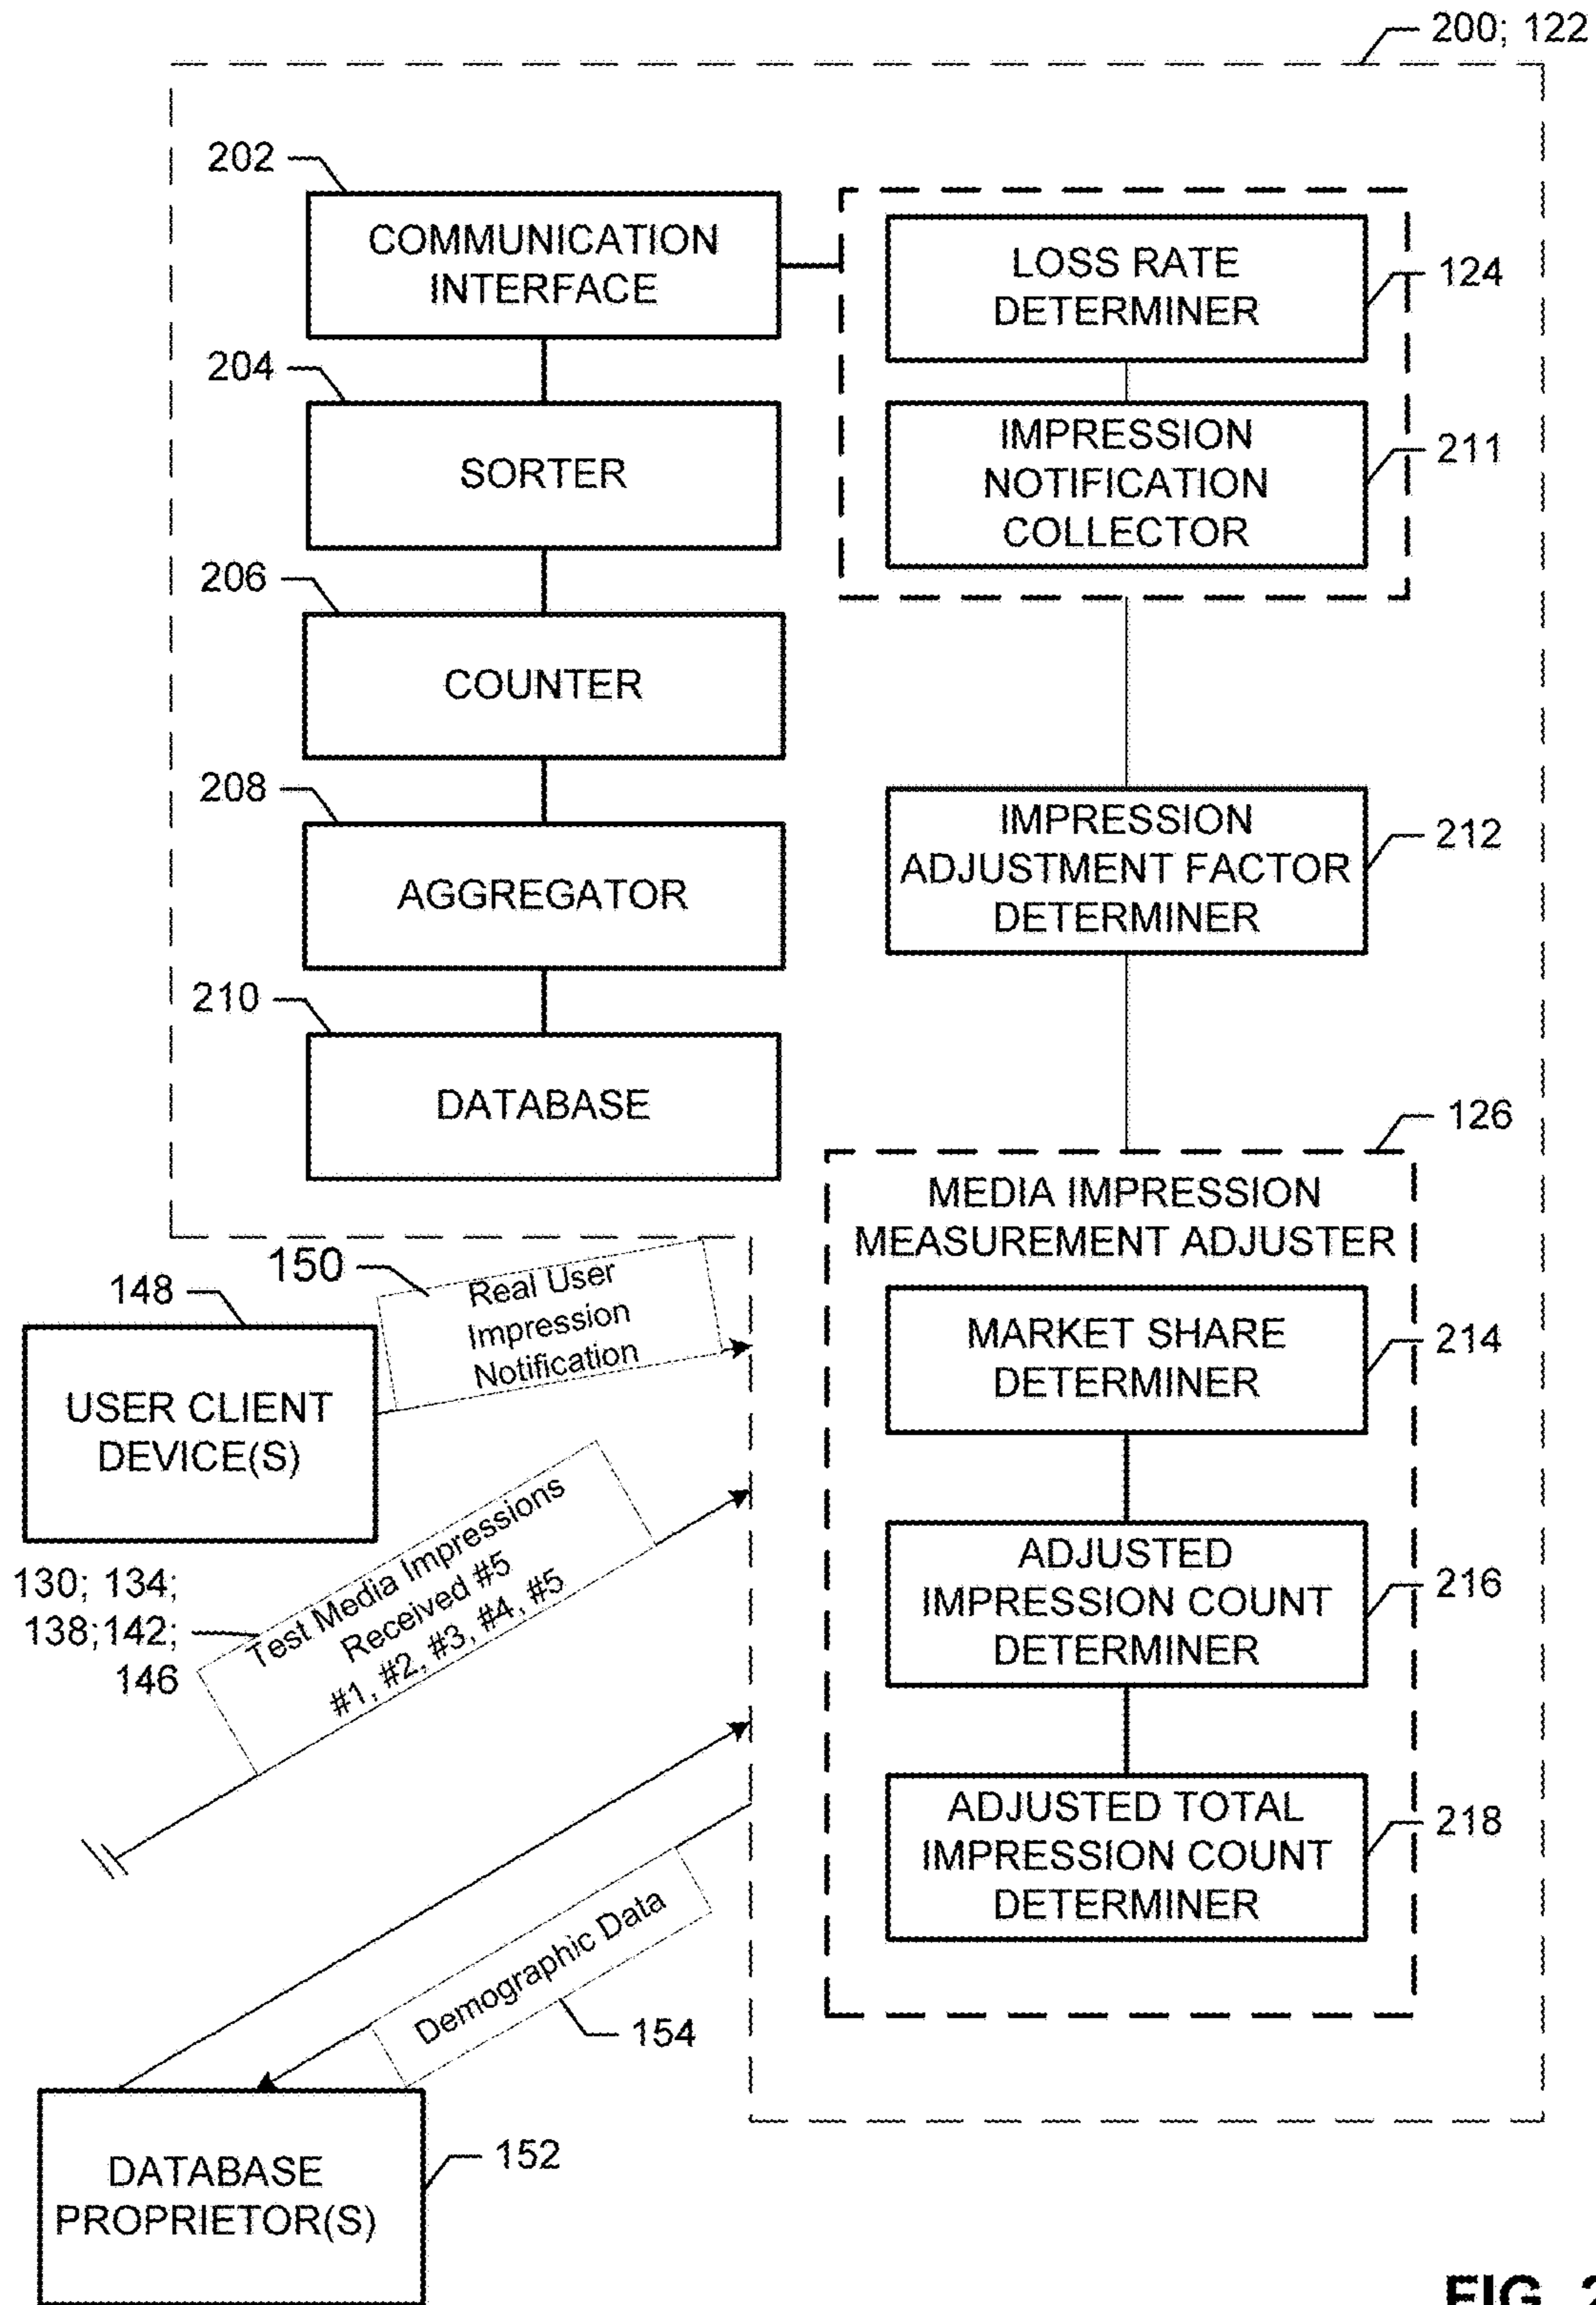 200; 122
202
COMMUNICATION
INTERFACE
LOSS RATE
DETERMINER
124
204
SORTER
IMPRESSION
NOTIFICATION
COLLECTOR
211
206
COUNTER
208
AGGREGATOR
IMPRESSION
ADJUSTMENT FACTOR
DETERMINER
212
210
DATABASE
126
MEDIA IMPRESSION
MEASUREMENT ADJUSTER
150
Real User
Impression
Notification
148
USER CLIENT
DEVICE(S)
MARKET SHARE
DETERMINER
214
130; 134;
138;142;
146
Test Media Impressions
Received #5
#1, #2, #3, #4, #5
ADJUSTED
IMPRESSION COUNT
DETERMINER
216
ADJUSTED TOTAL
IMPRESSION COUNT
DETERMINER
218
Demographic Data
154
DATABASE
PROPRIETOR(S)
152
FIG. 2